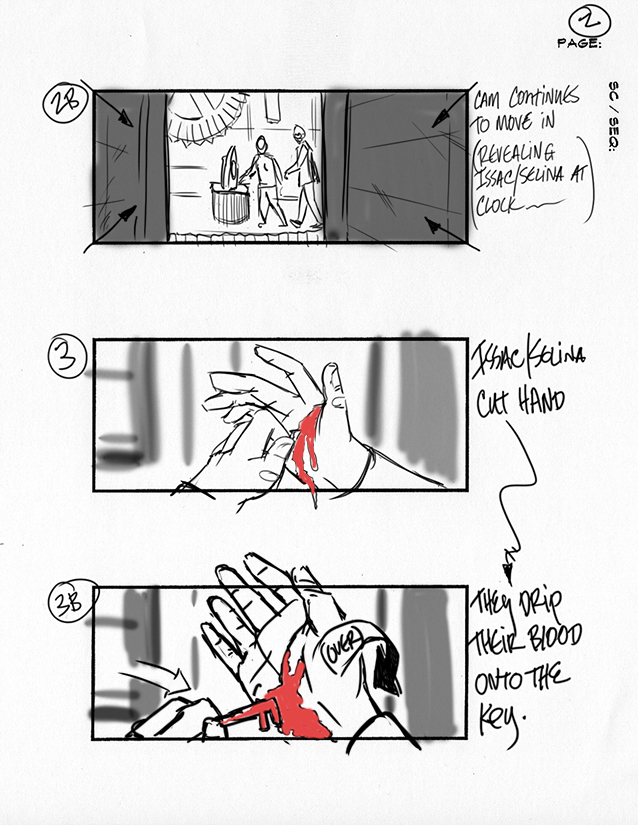 2
PAGE:
SC / SEQ:
2B
CAM CONTINUES
TO MOVE IN
(REVEALING
ISSAC/SELINA AT
CLOCK)
3
ISSAC/SELINA
CUT HAND
3B
(OVER)
THEY DRIP
THEIR BLOOD
ONTO THE
KEY.